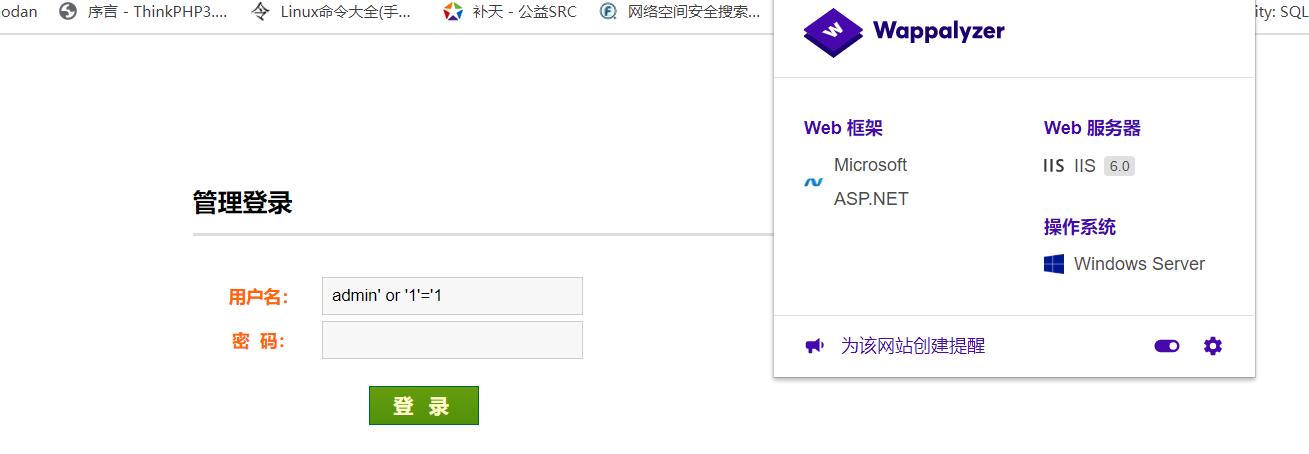 odan 序言 - ThinkPHP3.... Linux命令大全(手... 补天 - 公益SRC 网络空间安全搜索... ity: SQL
Wappalyzer
Web 框架
Microsoft
ASP.NET
Web 服务器
IIS IIS 6.0
操作系统
Windows Server
为该网站创建提醒
管理登录
用户名: admin' or '1'='1
密 码:
登 录